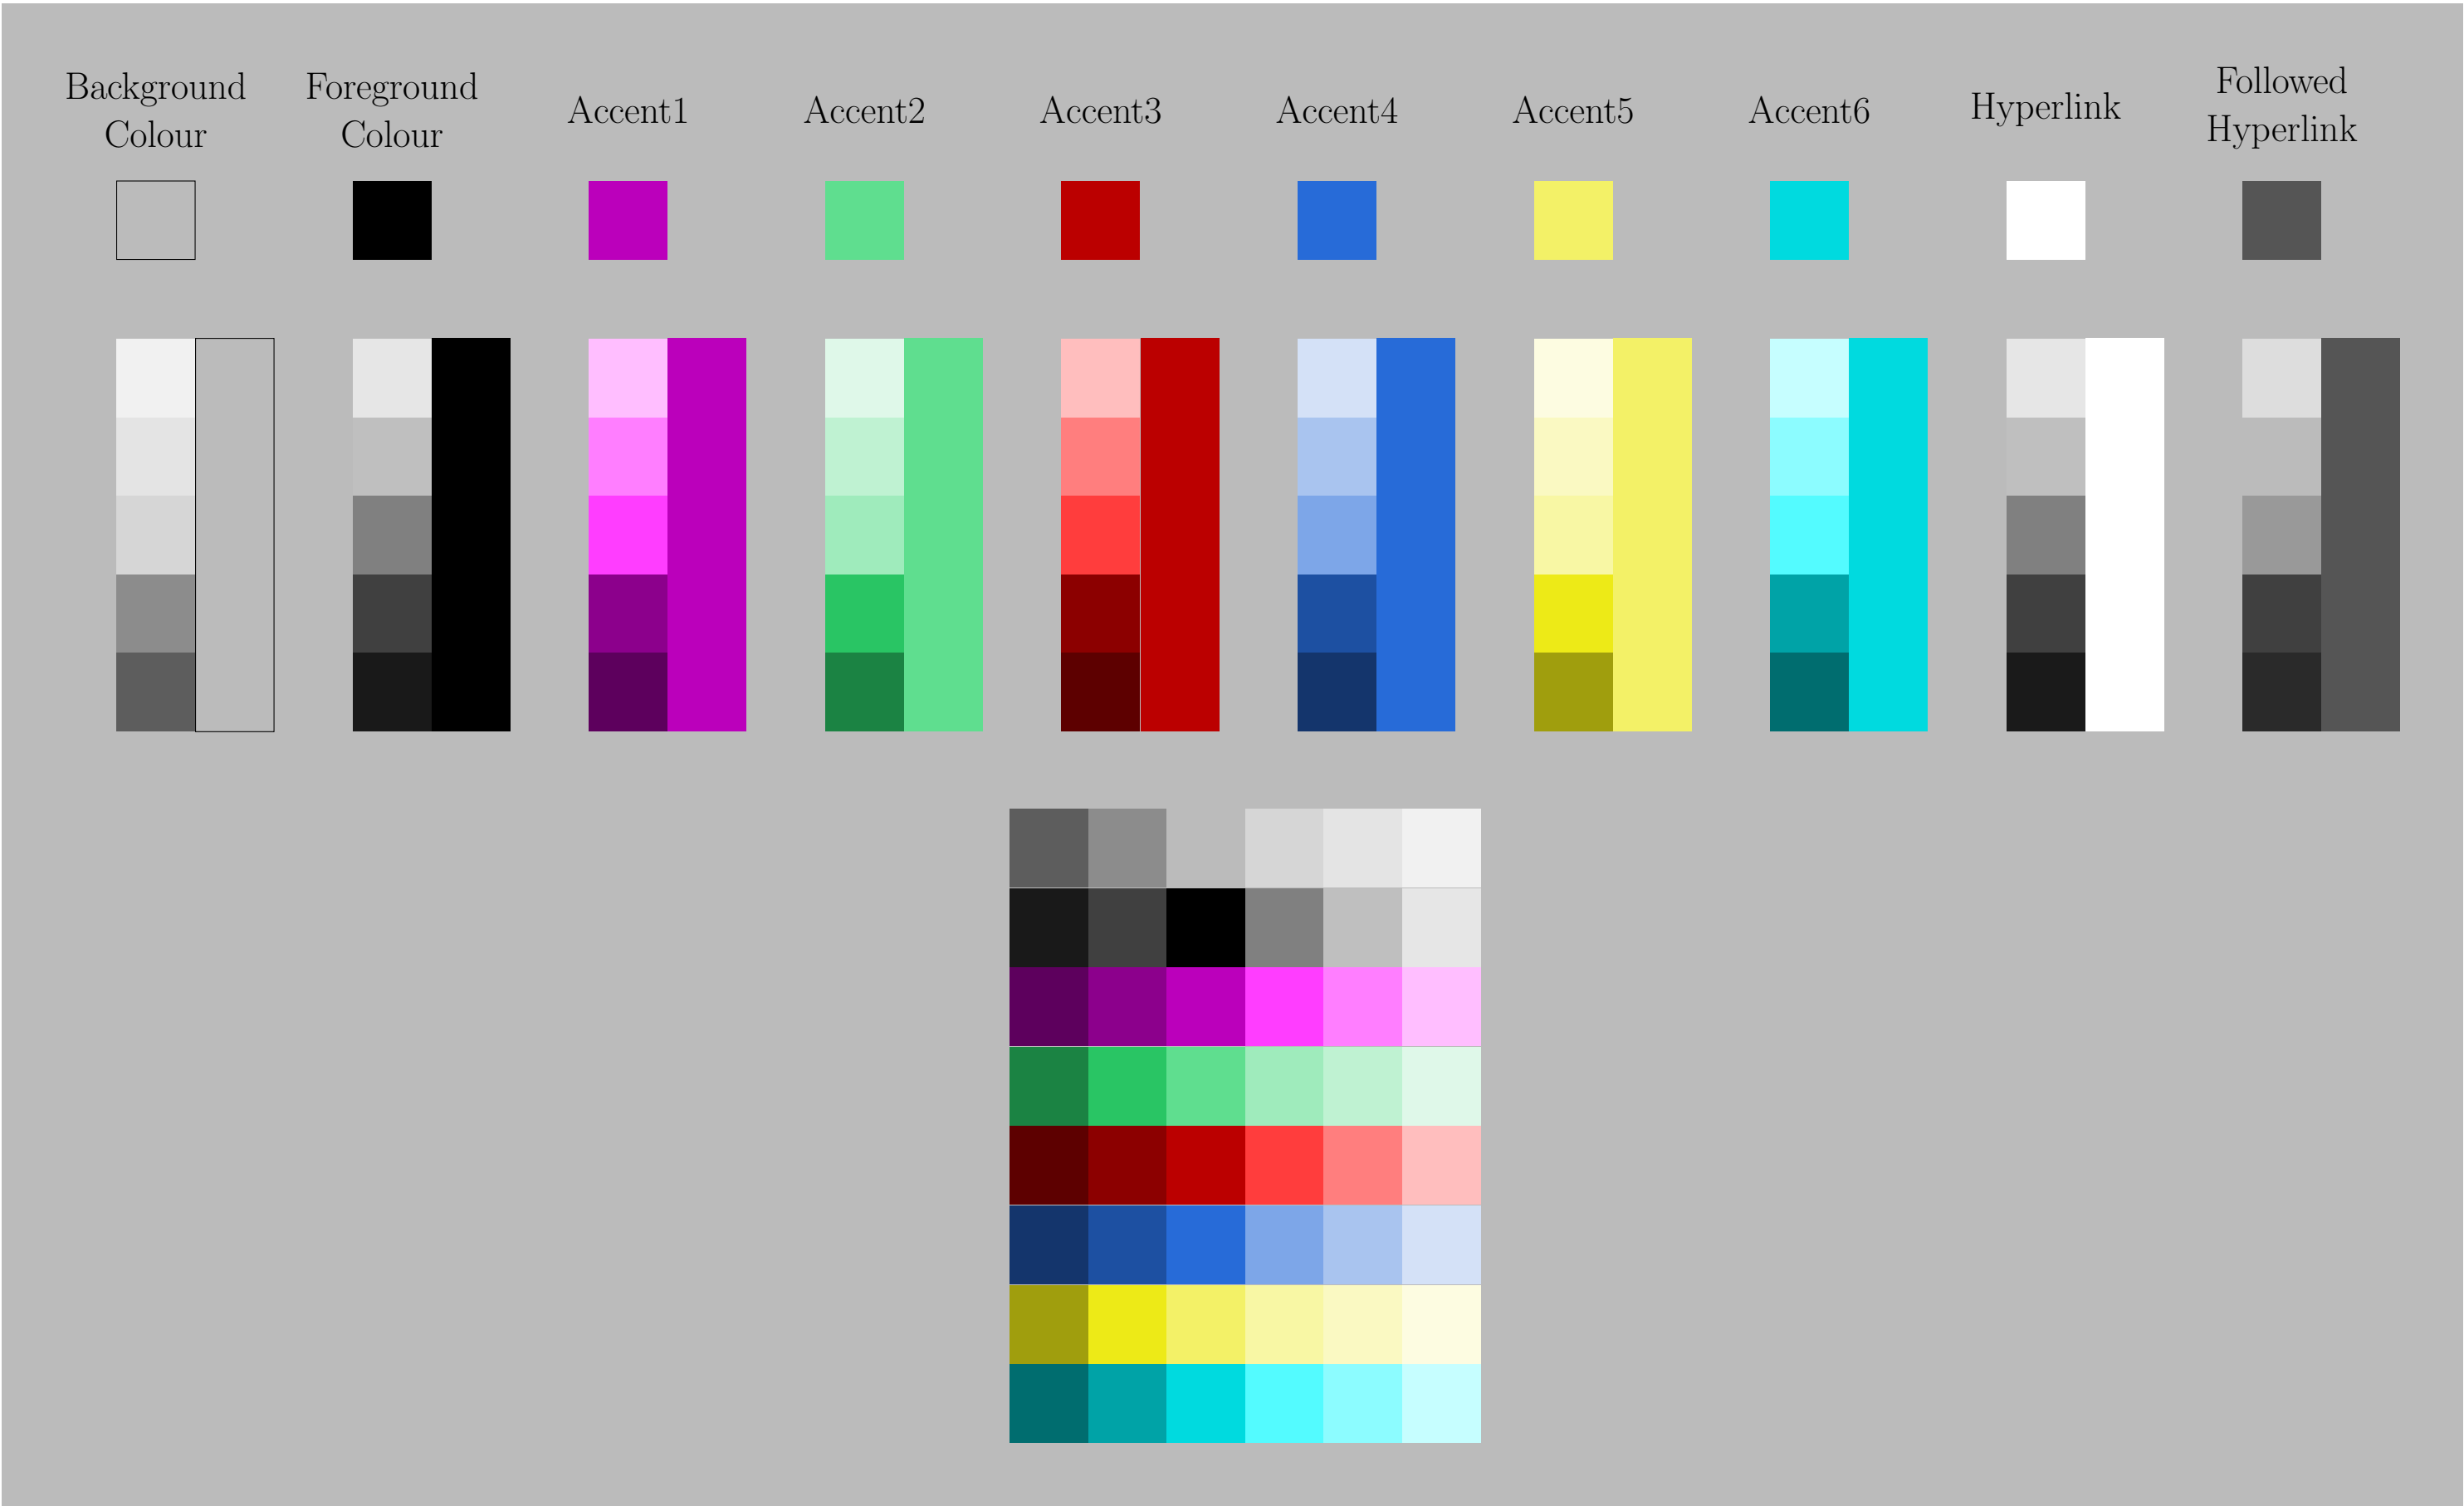 Background
Colour
Foreground
Colour
Accent1
Accent2
Accent3
Accent4
Accent5
Accent6
Hyperlink
Followed
Hyperlink